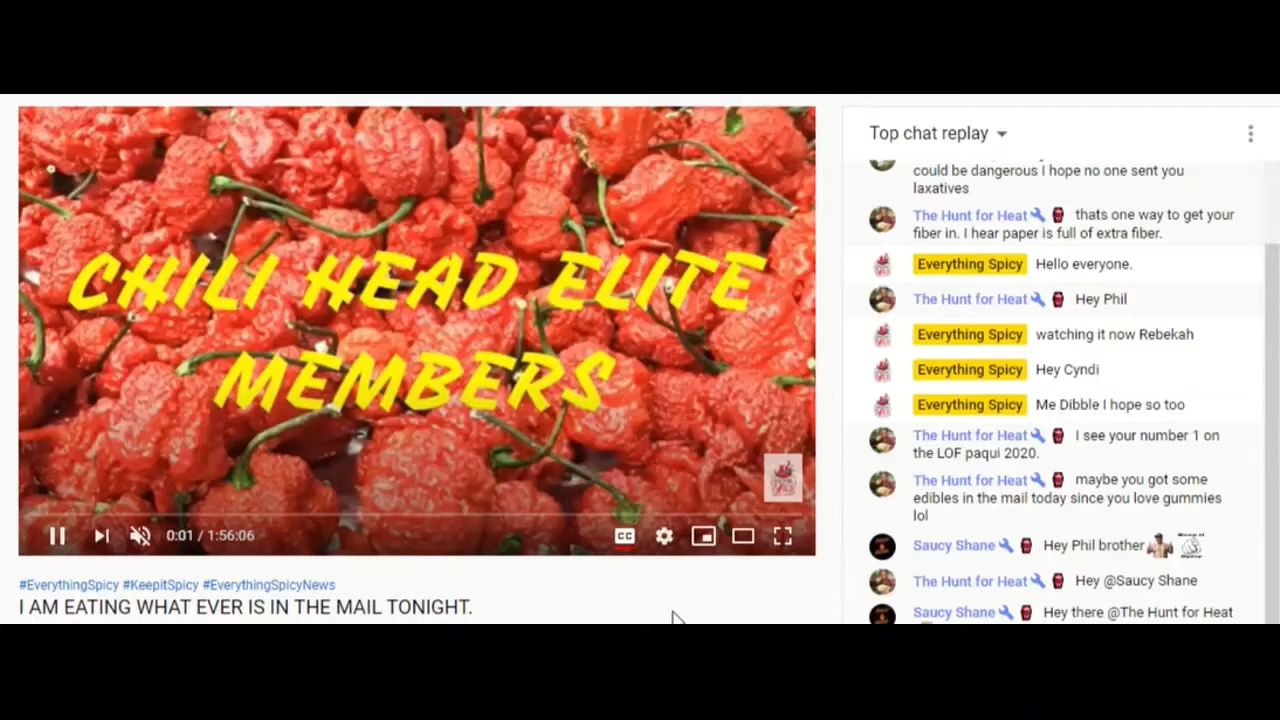 CHILI HEAD ELITE
MEMBERS
0:01 / 1:56:06
CC
#EverythingSpicy #KeepitSpicy #EverythingSpicyNews
I AM EATING WHAT EVER IS IN THE MAIL TONIGHT.
Top chat replay
could be dangerous I hope no one sent you
laxatives
The Hunt for Heat thats one way to get your
fiber in. I hear paper is full of extra fiber.
Everything Spicy Hello everyone.
The Hunt for Heat Hey Phil
Everything Spicy watching it now Rebekah
Everything Spicy Hey Cyndi
Everything Spicy Me Dibble I hope so too
The Hunt for Heat I see your number 1 on
the LOF paqui 2020.
The Hunt for Heat maybe you got some
edibles in the mail today since you love gummies
lol
Saucy Shane Hey Phil brother
The Hunt for Heat Hey @Saucy Shane
Saucy Shane Hey there @The Hunt for Heat